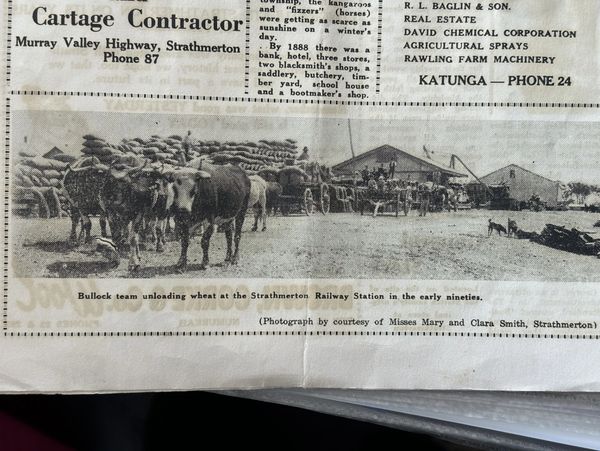 Cartage Contractor
Murray Valley Highway, Strathmerton
Phone 87
township, the kangaroos
and "fizzers" (horses)
were getting as scarce as
sunshine on a winter's
day.
By 1888 there was a
bank, hotel, three stores,
two blacksmith's shops, a
saddlery, butchery, tim-
ber yard, school house
and a bootmaker's shop.
R. L. BAGLIN & SON.
REAL ESTATE
DAVID CHEMICAL CORPORATION
AGRICULTURAL SPRAYS
RAWLING FARM MACHINERY
KATUNGA — PHONE 24
Bullock team unloading wheat at the Strathmerton Railway Station in the early nineties.
(Photograph by courtesy of Misses Mary and Clara Smith, Strathmerton)